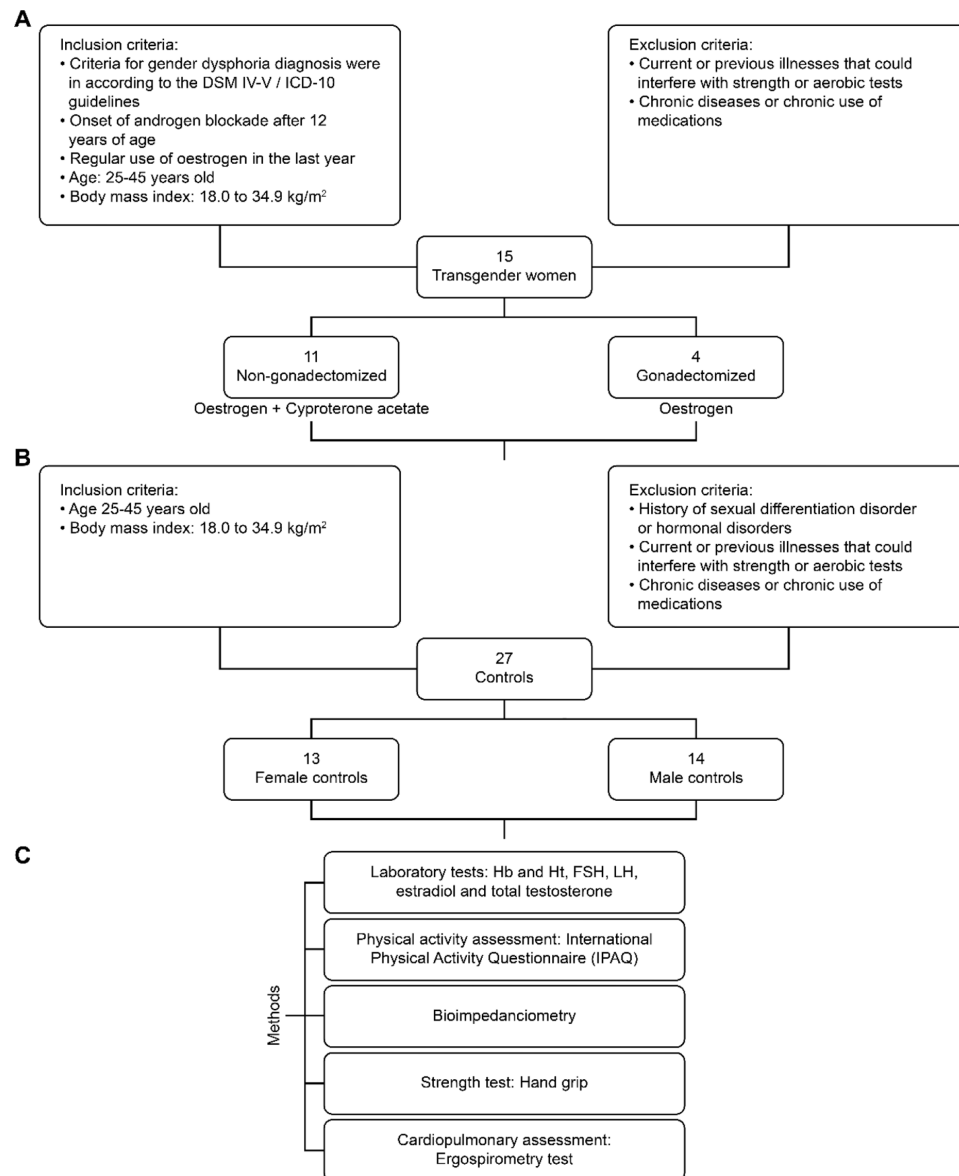 A
Inclusion criteria:
• Criteria for gender dysphoria diagnosis were
in according to the DSM IV-V / ICD-10
guidelines
• Onset of androgen blockade after 12
years of age
• Regular use of oestrogen in the last year
• Age: 25-45 years old
• Body mass index: 18.0 to 34.9 kg/m²
Exclusion criteria:
• Current or previous illnesses that could
interfere with strength or aerobic tests
• Chronic diseases or chronic use of
medications
15
Transgender women
11
Non-gonadectomized
Oestrogen + Cyproterone acetate
4
Gonadectomized
Oestrogen
B
Inclusion criteria:
• Age 25-45 years old
• Body mass index: 18.0 to 34.9 kg/m²
Exclusion criteria:
• History of sexual differentiation disorder
or hormonal disorders
• Current or previous illnesses that could
interfere with strength or aerobic tests
• Chronic diseases or chronic use of
medications
27
Controls
13
Female controls
14
Male controls
C
Methods
Laboratory tests: Hb and Ht, FSH, LH,
estradiol and total testosterone
Physical activity assessment: International
Physical Activity Questionnaire (IPAQ)
Bioimpedanciometry
Strength test: Hand grip
Cardiopulmonary assessment:
Ergospirometry test